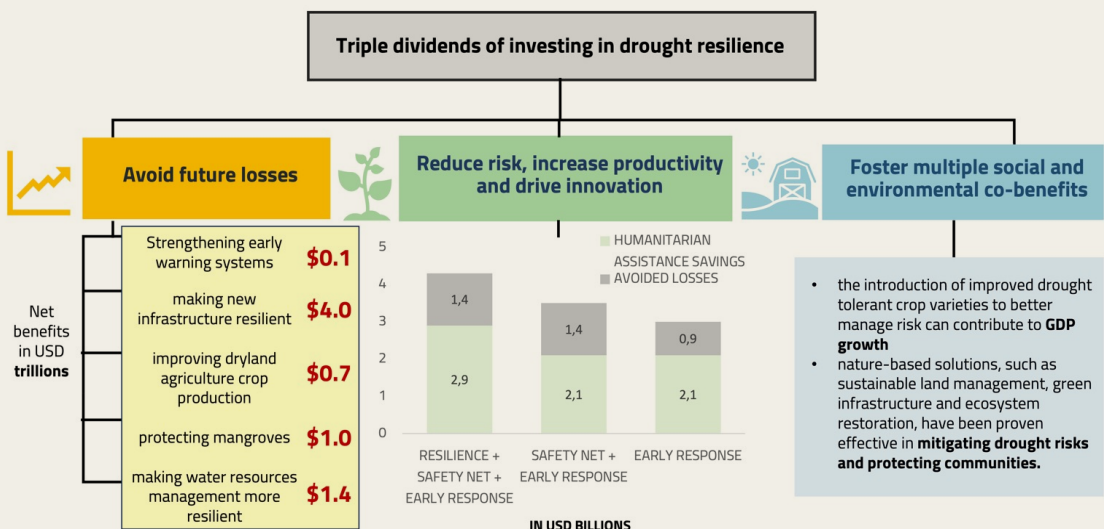 Triple dividends of investing in drought resilience
Avoid future losses
Net
benefits
in USD
trillions
Strengthening early
warning systems
$0.1
making new
infrastructure resilient
$4.0
improving dryland
agriculture crop
production
$0.7
protecting mangroves
$1.0
making water resources
management more
resilient
$1.4
Reduce risk, increase productivity
and drive innovation
HUMANITARIAN
ASSISTANCE SAVINGS
AVOIDED LOSSES
5
4
3
2
1
0
1,4
2,9
1,4
2,1
0,9
2,1
RESILIENCE +
SAFETY NET +
EARLY RESPONSE
SAFETY NET +
EARLY RESPONSE
EARLY RESPONSE
IN USD BILLIONS
Foster multiple social and
environmental co-benefits
• the introduction of improved drought
tolerant crop varieties to better
manage risk can contribute to GDP
growth
• nature-based solutions, such as
sustainable land management, green
infrastructure and ecosystem
restoration, have been proven
effective in mitigating drought risks
and protecting communities.